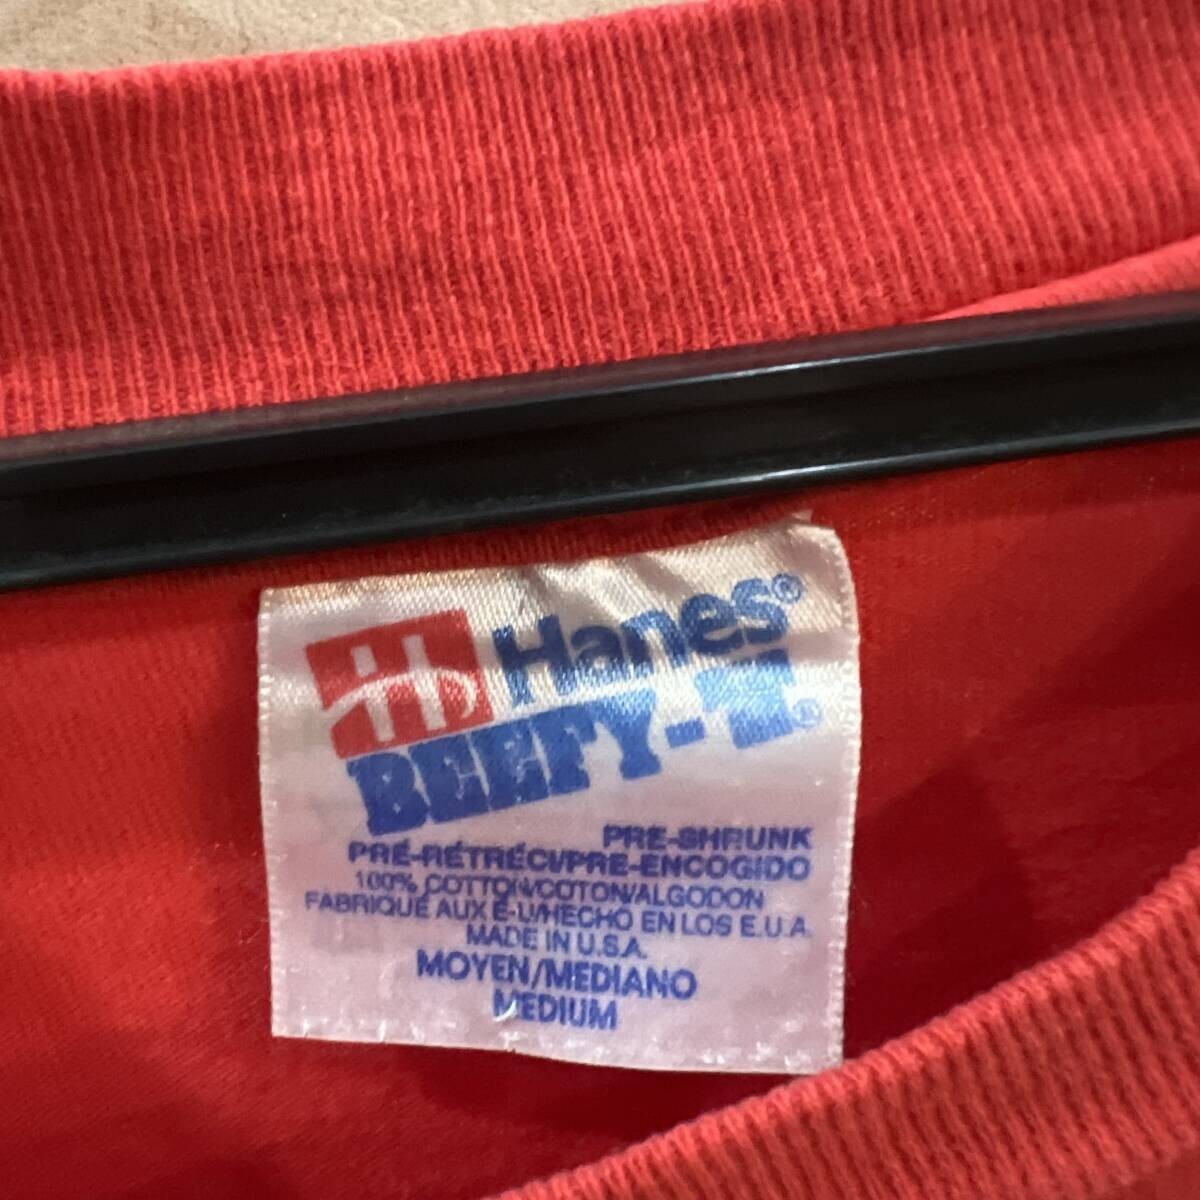 H Hanes®
BEEFY-T®
PRE-SHRUNK
PRÉ-RÉTRÉCI/PRE-ENCOGIDO
100% COTTON/COTON/ALGODON
FABRIQUÉ AUX É-U/HECHO EN LOS E.U.A.
MADE IN U.S.A.
MOYEN/MEDIANO
MEDIUM